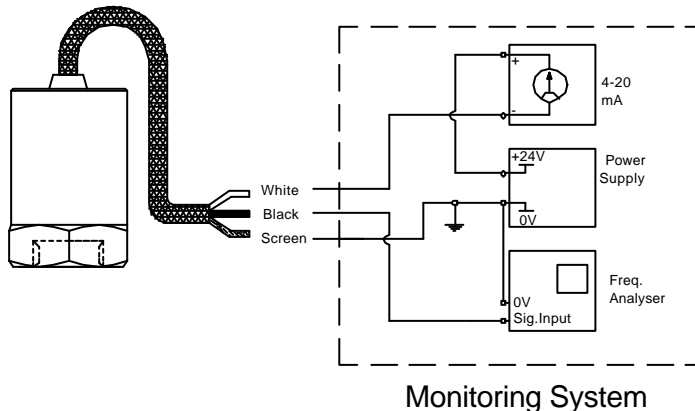 White
Black
Screen
+
-
4-20
mA
+24V
0V
Power
Supply
0V
Sig.Input
Freq.
Analyser
Monitoring System